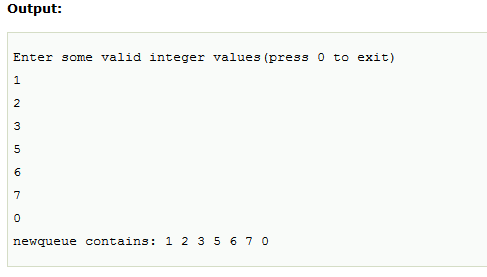 Output:
Enter some valid integer values(press 0 to exit)
1
2
3
5
6
7
0
newqueue contains: 1 2 3 5 6 7 0